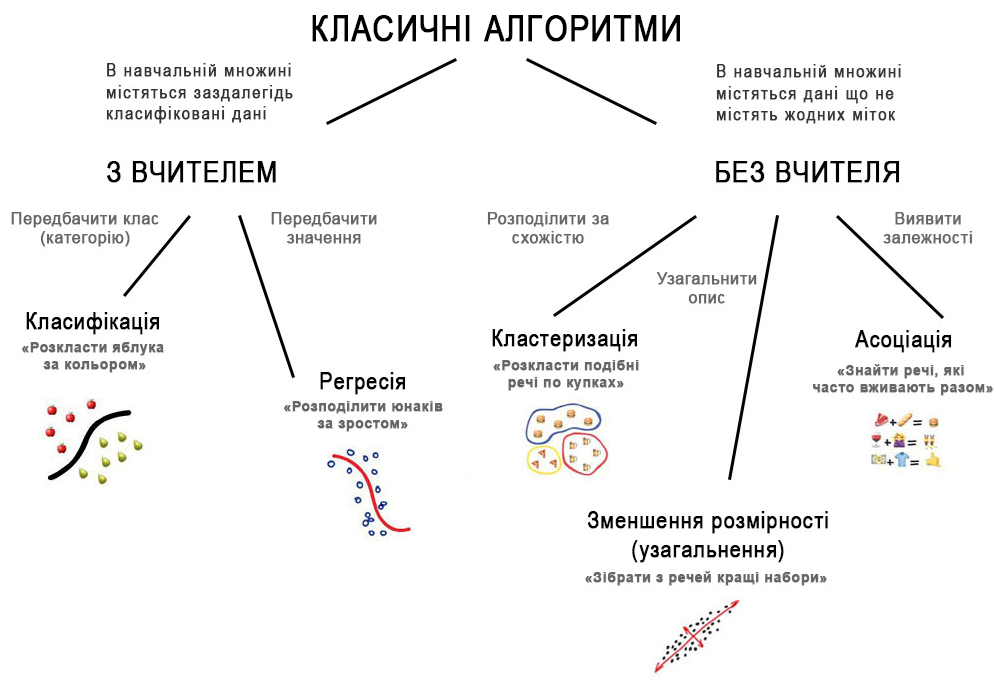 КЛАСИЧНІ АЛГОРИТМИ
В навчальній множині
містяться заздалегідь
класифіковані дані
В навчальній множині
містяться дані що не
містять жодних міток
З ВЧИТЕЛЕМ
БЕЗ ВЧИТЕЛЯ
Передбачити клас
(категорію)
Передбачити
значення
Розподілити за
схожістю
Узагальнити
опис
Виявити
залежності
Класифікація
«Розкласти яблука
за кольором»
Регресія
«Розподілити юнаків
за зростом»
Кластеризація
«Розкласти подібні
речі по купках»
Асоціація
«Знайти речі, які
часто вживають разом»
+ =
+ =
+ =
Зменшення розмірності
(узагальнення)
«Зібрати з речей кращі набори»